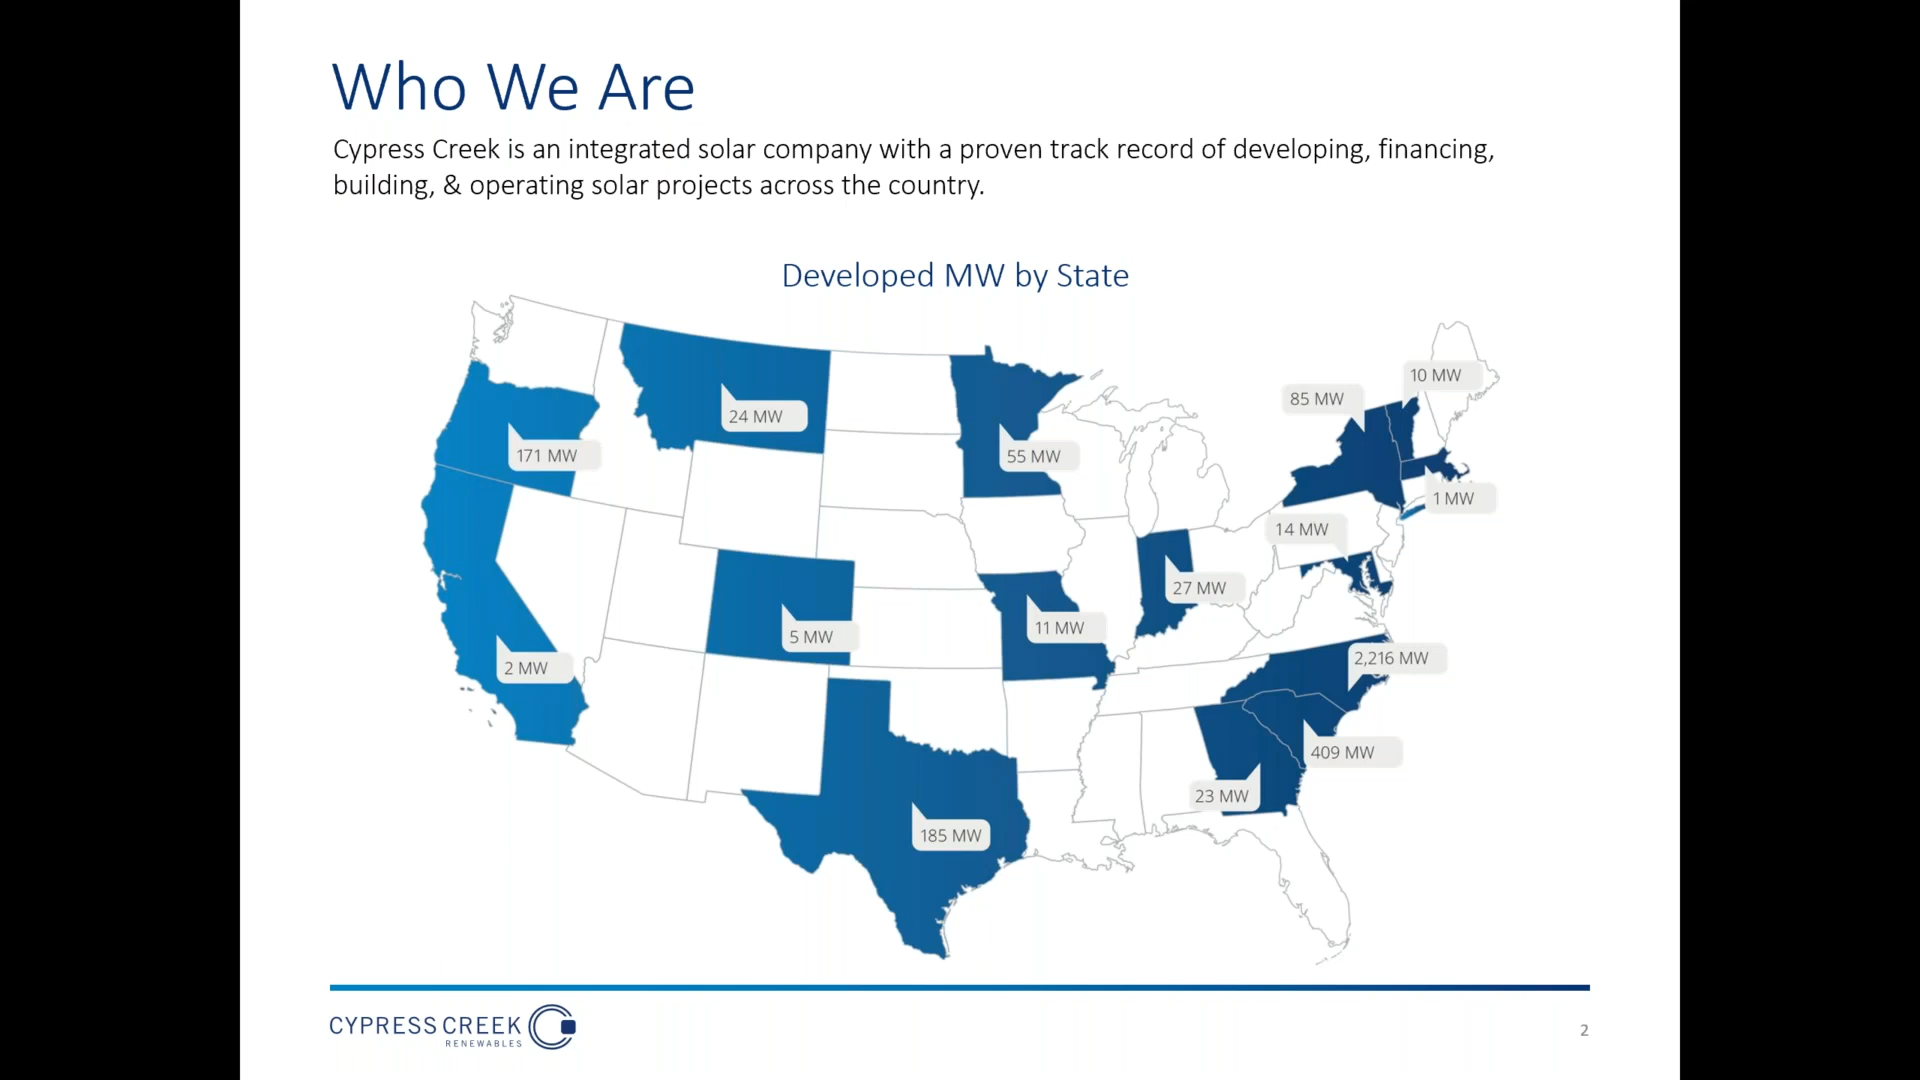 Who We Are
Cypress Creek is an integrated solar company with a proven track record of developing, financing,
building, & operating solar projects across the country.
Developed MW by State
10 MW
85 MW
24 MW
171 MW
55 MW
1 MW
14 MW
27 MW
11 MW
5 MW
2,216 MW
2 MW
409 MW
23 MW
185 MW
CYPRESS CREEK
RENEWABLES
2